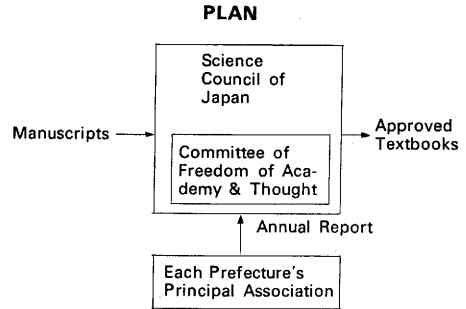 PLAN
Science
Council of
Japan
Manuscripts
Approved
Textbooks
Committee of
Freedom of Aca-
demy & Thought
Annual Report
Each Prefecture's
Principal Association